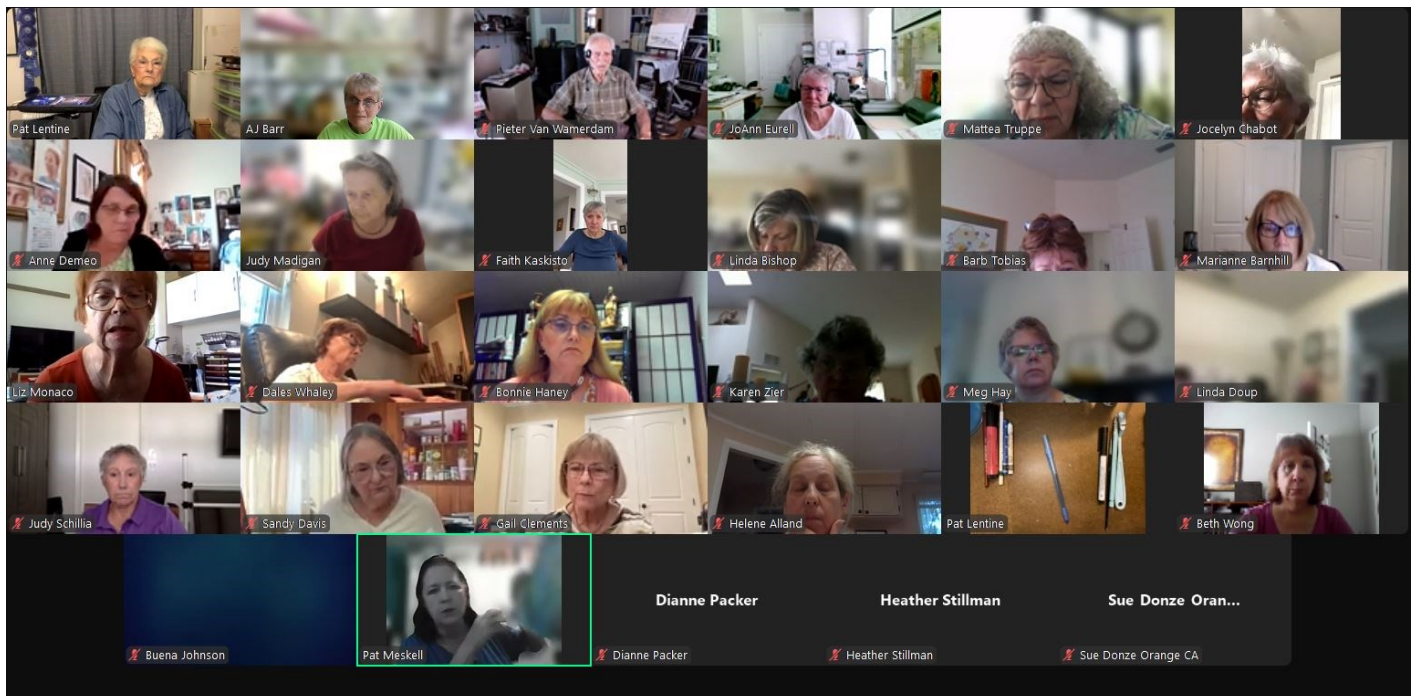 Pat Lentine
AJ Barr
Pieter Van Wamerdam
JoAnn Eurell
Mattea Truppe
Jocelyn Chabot
Anne Demeo
Judy Madigan
Faith Kaskisto
Linda Bishop
Barb Tobias
Marianne Barnhill
Liz Monaco
Dales Whaley
Bonnie Haney
Karen Zier
Meg Hay
Linda Doup
Judy Schillia
Sandy Davis
Gail Clements
Helene Alland
Pat Lentine
Beth Wong
Dianne Packer
Heather Stillman
Sue Donze Oran...
Buena Johnson
Pat Meskell
Dianne Packer
Heather Stillman
Sue Donze Orange CA